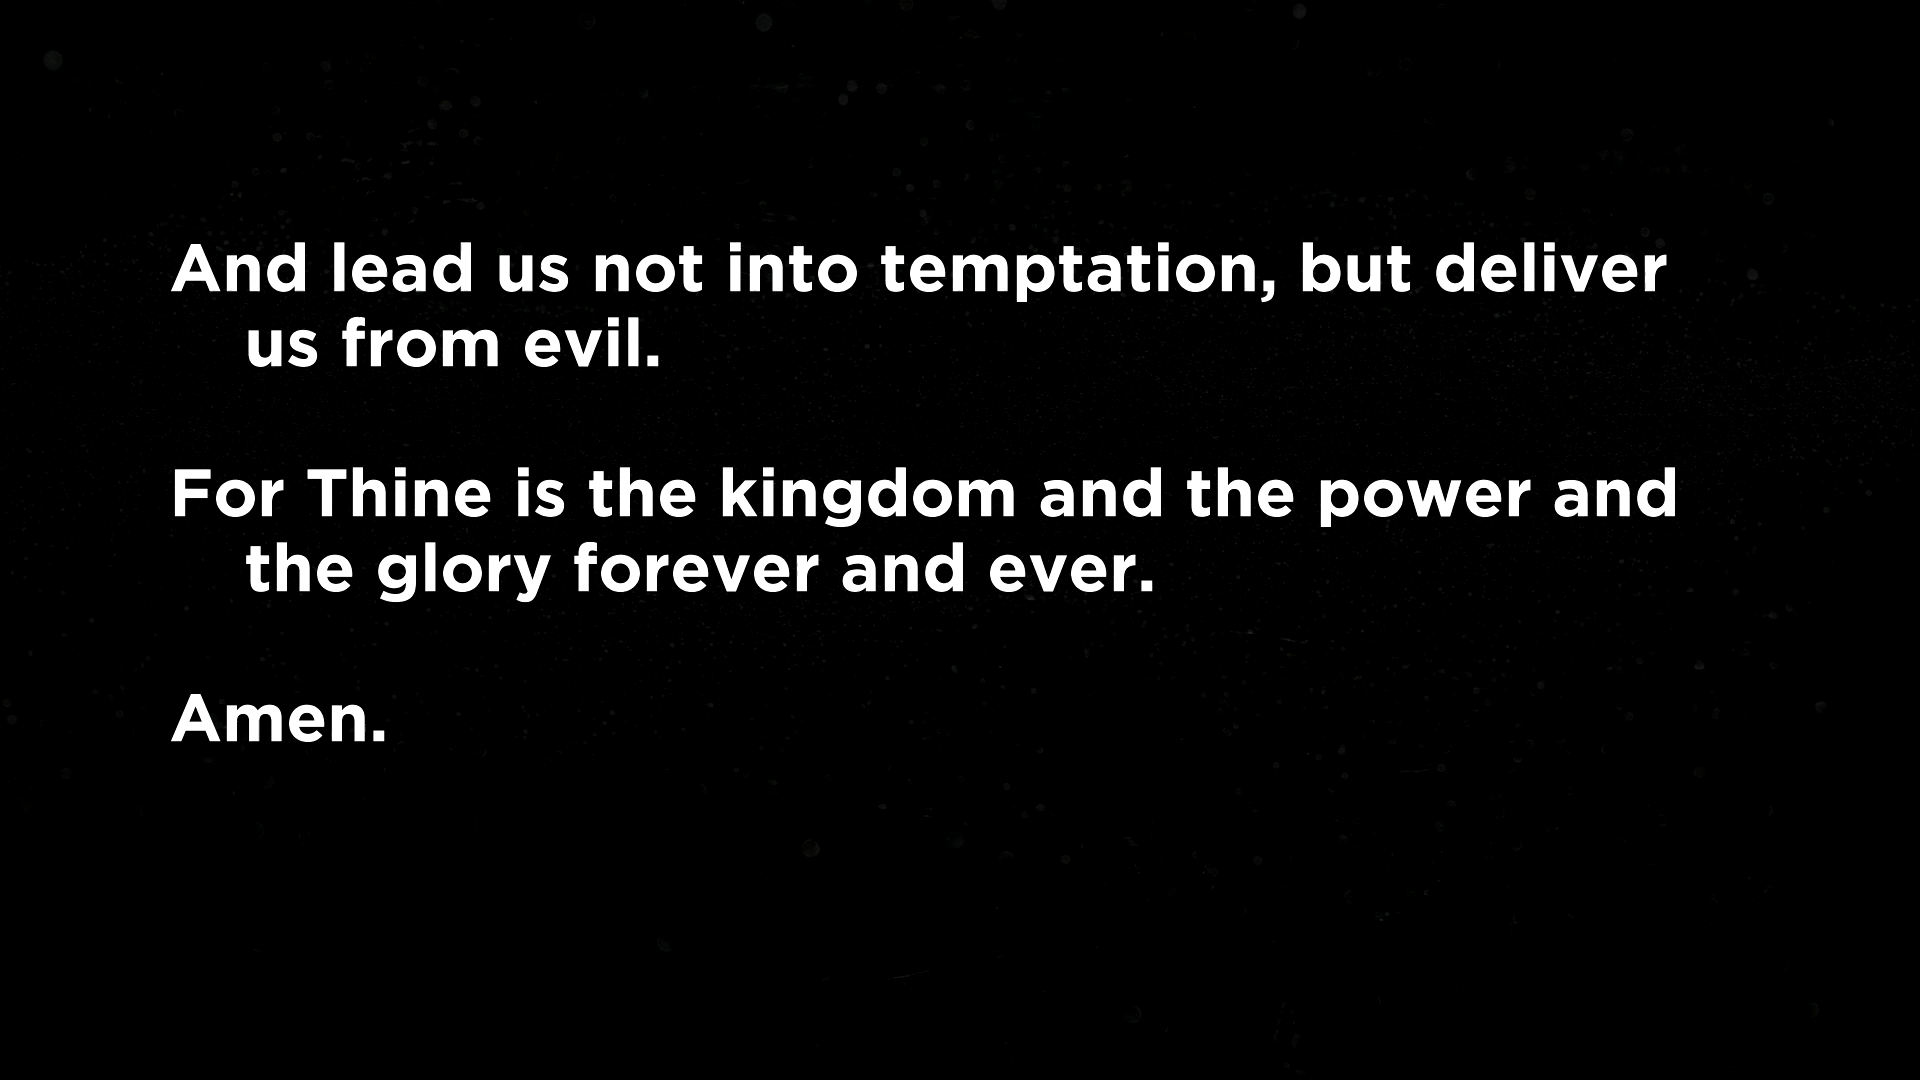 And lead us not into temptation, but deliver
us from evil.
For Thine is the kingdom and the power and
the glory forever and ever.
Amen.